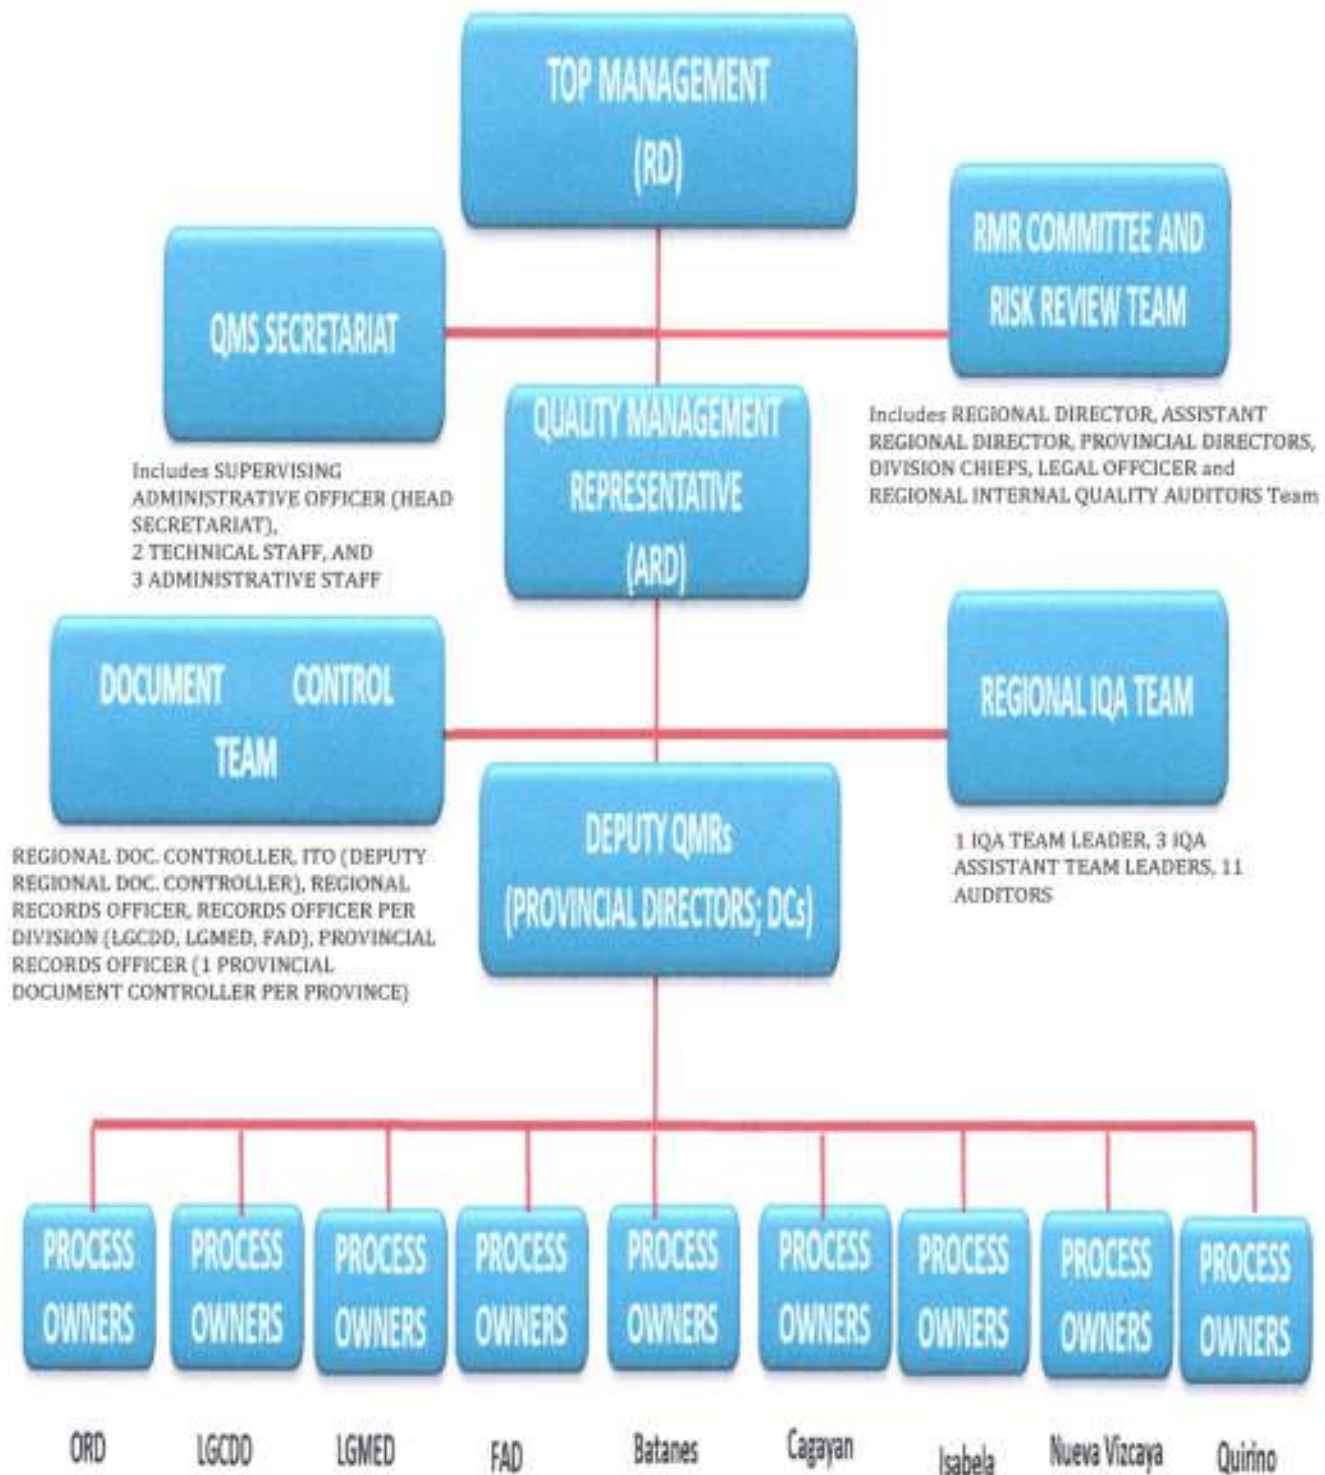 TOP MANAGEMENT
(RD)
QMS SECRETARIAT
RMR COMMITTEE AND
RISK REVIEW TEAM
Includes SUPERVISING
ADMINISTRATIVE OFFICER (HEAD
SECRETARIAT),
2 TECHNICAL STAFF, AND
3 ADMINISTRATIVE STAFF
QUALITY MANAGEMENT
REPRESENTATIVE
(ARD)
Includes REGIONAL DIRECTOR, ASSISTANT
REGIONAL DIRECTOR, PROVINCIAL DIRECTORS,
DIVISION CHIEFS, LEGAL OFFCICER and
REGIONAL INTERNAL QUALITY AUDITORS Team
DOCUMENT CONTROL
TEAM
REGIONAL IQA TEAM
REGIONAL DOC. CONTROLLER, ITO (DEPUTY
REGIONAL DOC. CONTROLLER), REGIONAL
RECORDS OFFICER, RECORDS OFFICER PER
DIVISION (LGCDD, LGMED, FAD), PROVINCIAL
RECORDS OFFICER (1 PROVINCIAL
DOCUMENT CONTROLLER PER PROVINCE)
DEPUTY QMRs
(PROVINCIAL DIRECTORS; DCs)
1 IQA TEAM LEADER, 3 IQA
ASSISTANT TEAM LEADERS, 11
AUDITORS
PROCESS
OWNERS
ORD
PROCESS
OWNERS
LGCDD
PROCESS
OWNERS
LGMED
PROCESS
OWNERS
FAD
PROCESS
OWNERS
Batanes
PROCESS
OWNERS
Cagayan
PROCESS
OWNERS
Isabela
PROCESS
OWNERS
Nueva Vizcaya
PROCESS
OWNERS
Quirino